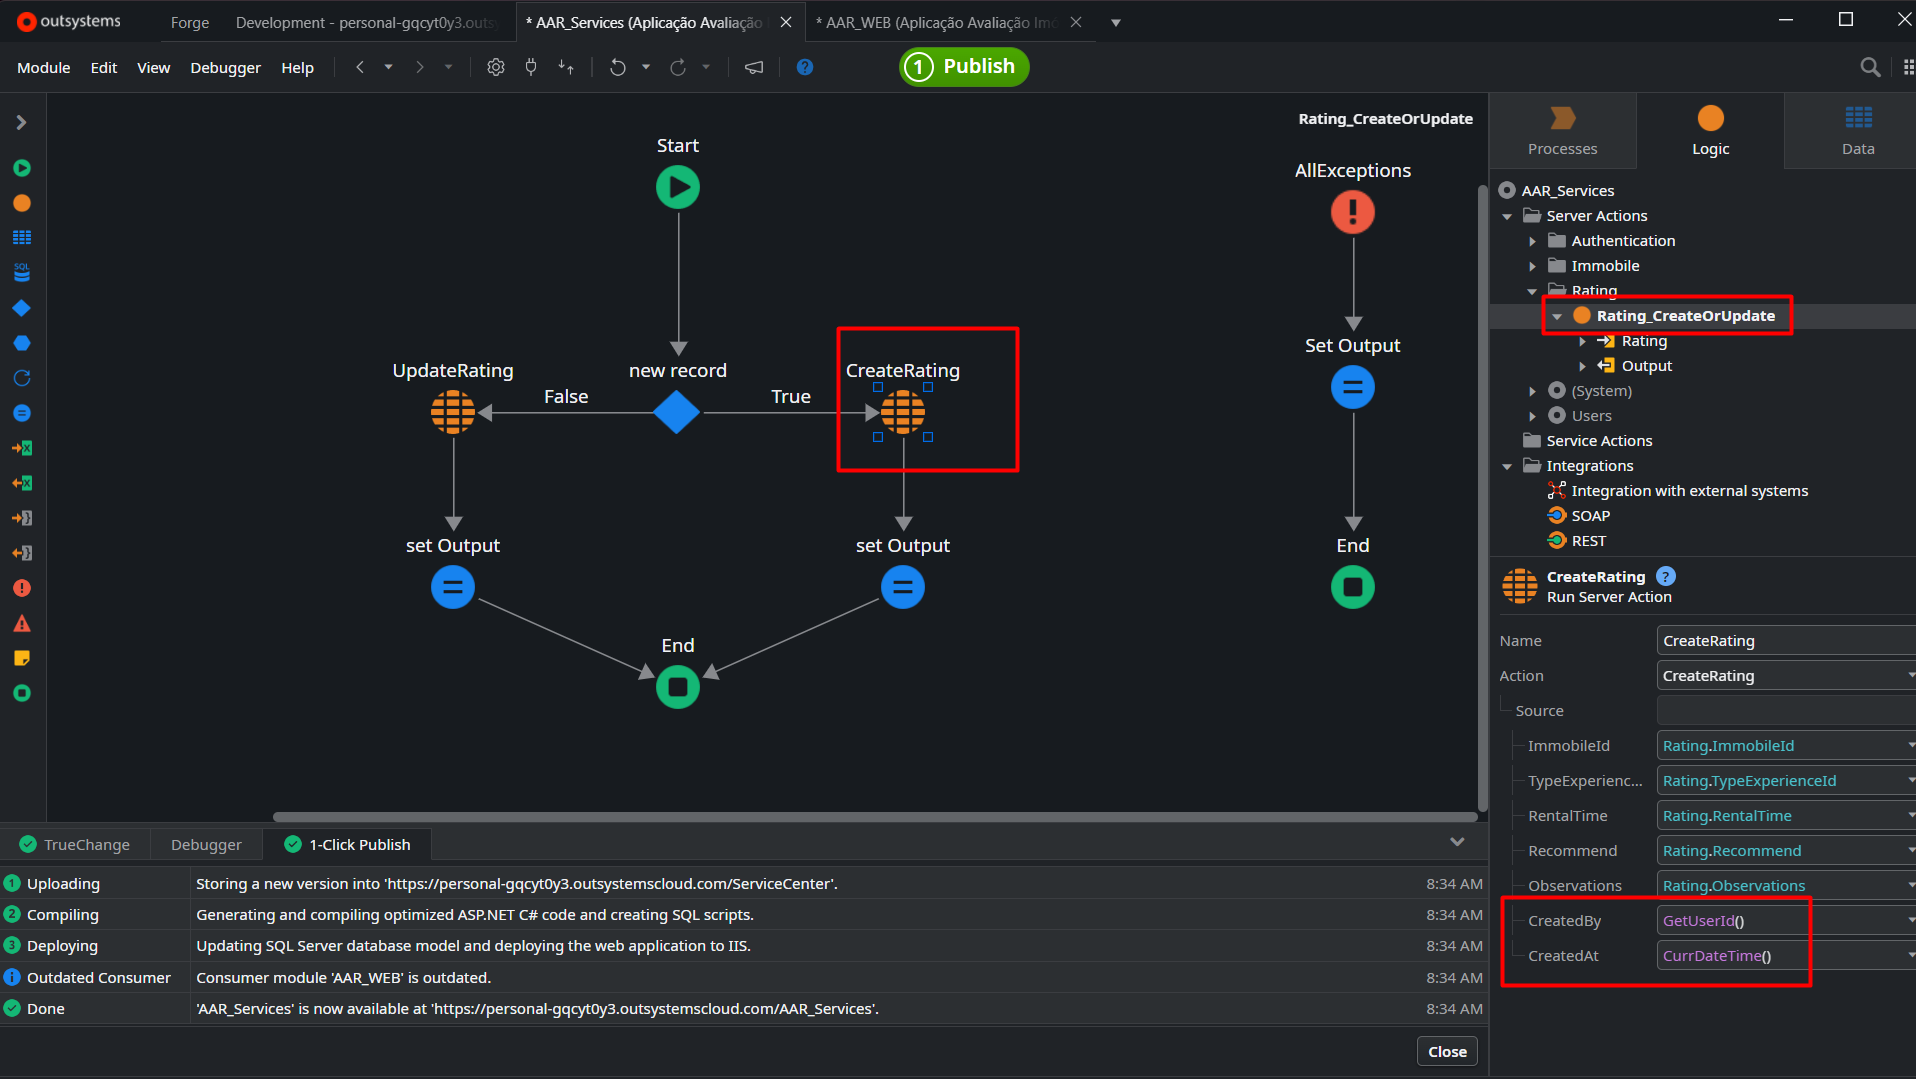 outsystems
Forge
Development - personal-gqcyt0y3.outsy
* AAR_Services (Aplicação Avaliação
* AAR_WEB (Aplicação Avaliação Imó
Module Edit View Debugger Help
1 Publish
Rating_CreateOrUpdate
Start
AllExceptions
UpdateRating
new record
CreateRating
False
True
Set Output
set Output
set Output
End
End
Processes
Logic
Data
AAR_Services
Server Actions
Authentication
Immobile
Rating
Rating_CreateOrUpdate
Rating
Output
(System)
Users
Service Actions
Integrations
Integration with external systems
SOAP
REST
CreateRating ?
Run Server Action
Name CreateRating
Action CreateRating
Source
ImmobileId Rating.ImmobileId
TypeExperienc... Rating.TypeExperienceId
RentalTime Rating.RentalTime
Recommend Rating.Recommend
Observations Rating.Observations
CreatedBy GetUserId()
CreatedAt CurrDateTime()
TrueChange
Debugger
1-Click Publish
1 Uploading Storing a new version into 'https://personal-gqcyt0y3.outsystemscloud.com/ServiceCenter'. 8:34 AM
2 Compiling Generating and compiling optimized ASP.NET C# code and creating SQL scripts. 8:34 AM
3 Deploying Updating SQL Server database model and deploying the web application to IIS. 8:34 AM
Outdated Consumer Consumer module 'AAR_WEB' is outdated. 8:34 AM
Done 'AAR_Services' is now available at 'https://personal-gqcyt0y3.outsystemscloud.com/AAR_Services'. 8:34 AM
Close